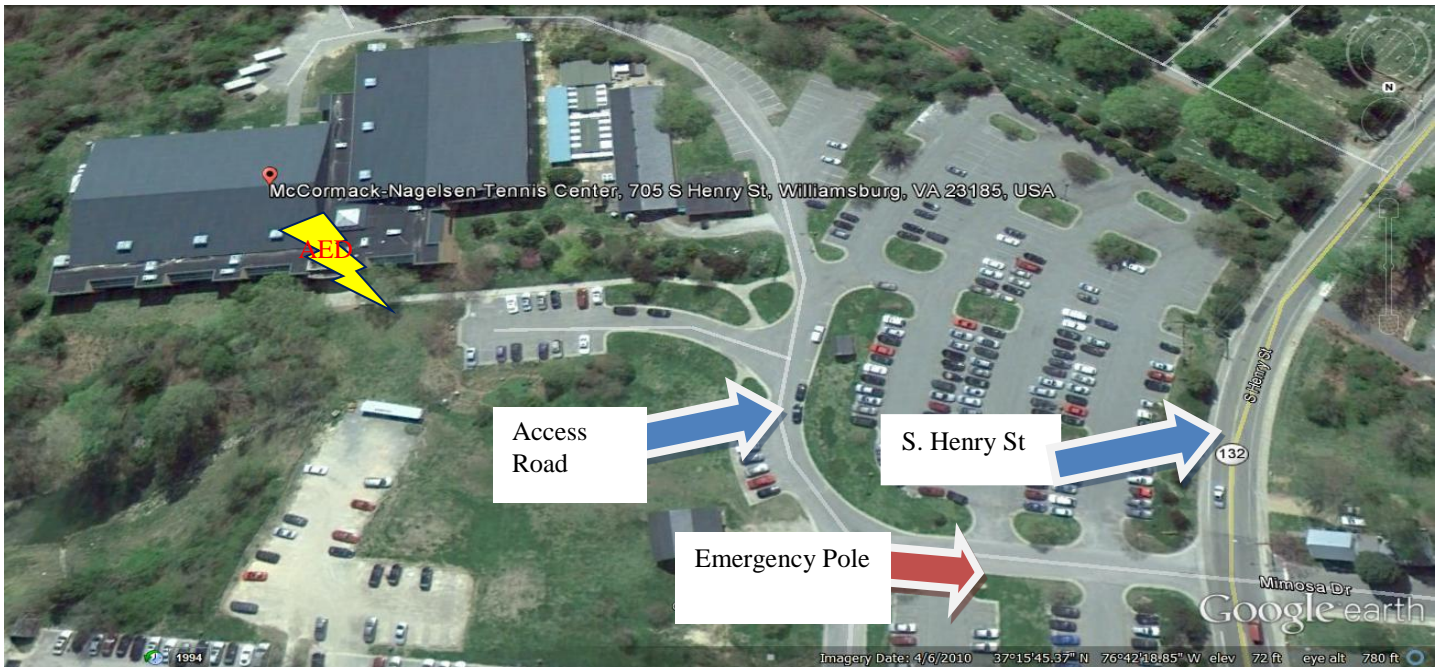 N
McCormack-Nagelsen Tennis Center, 705 S Henry St, Williamsburg, VA 23185, USA
AED
S Henry St
Access
Road
S. Henry St
132
Emergency Pole
Mimosa Dr
Google earth
1994
Imagery Date: 4/6/2010 37°15'45.37" N 76°42'18.85" W elev 72 ft eye alt 780 ft